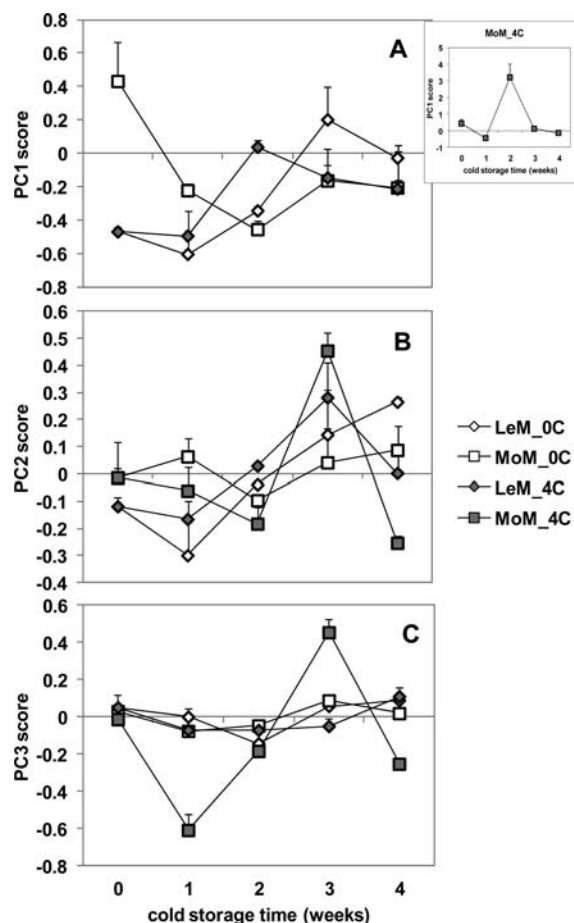 A
PC1 score
0.8
0.6
0.4
0.2
0
-0.2
-0.4
-0.6
-0.8
MoM_4C
PC1 score
5
4
3
2
1
0
-1
0 1 2 3 4
cold storage time (weeks)
B
PC2 score
0.6
0.5
0.4
0.3
0.2
0.1
0
-0.1
-0.2
-0.3
-0.4
LeM_0C
MoM_0C
LeM_4C
MoM_4C
C
PC3 score
0.6
0.4
0.2
0
-0.2
-0.4
-0.6
-0.8
0 1 2 3 4
cold storage time (weeks)